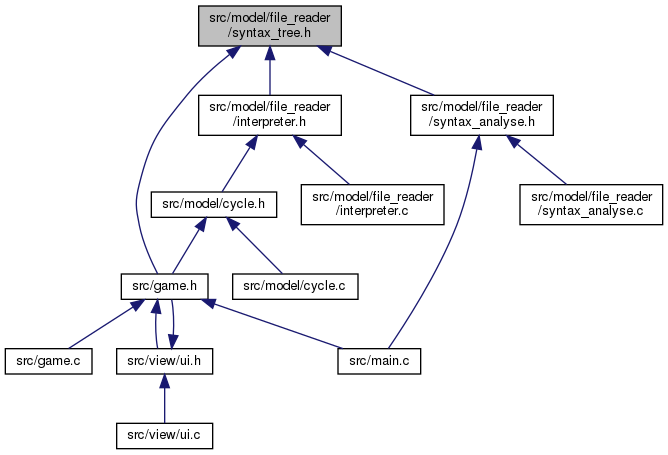 src/model/file_reader
/syntax_tree.h
src/model/file_reader
/interpreter.h
src/model/file_reader
/syntax_analyse.h
src/model/cycle.h
src/model/file_reader
/interpreter.c
src/model/file_reader
/syntax_analyse.c
src/game.h
src/model/cycle.c
src/game.c
src/view/ui.h
src/main.c
src/view/ui.c